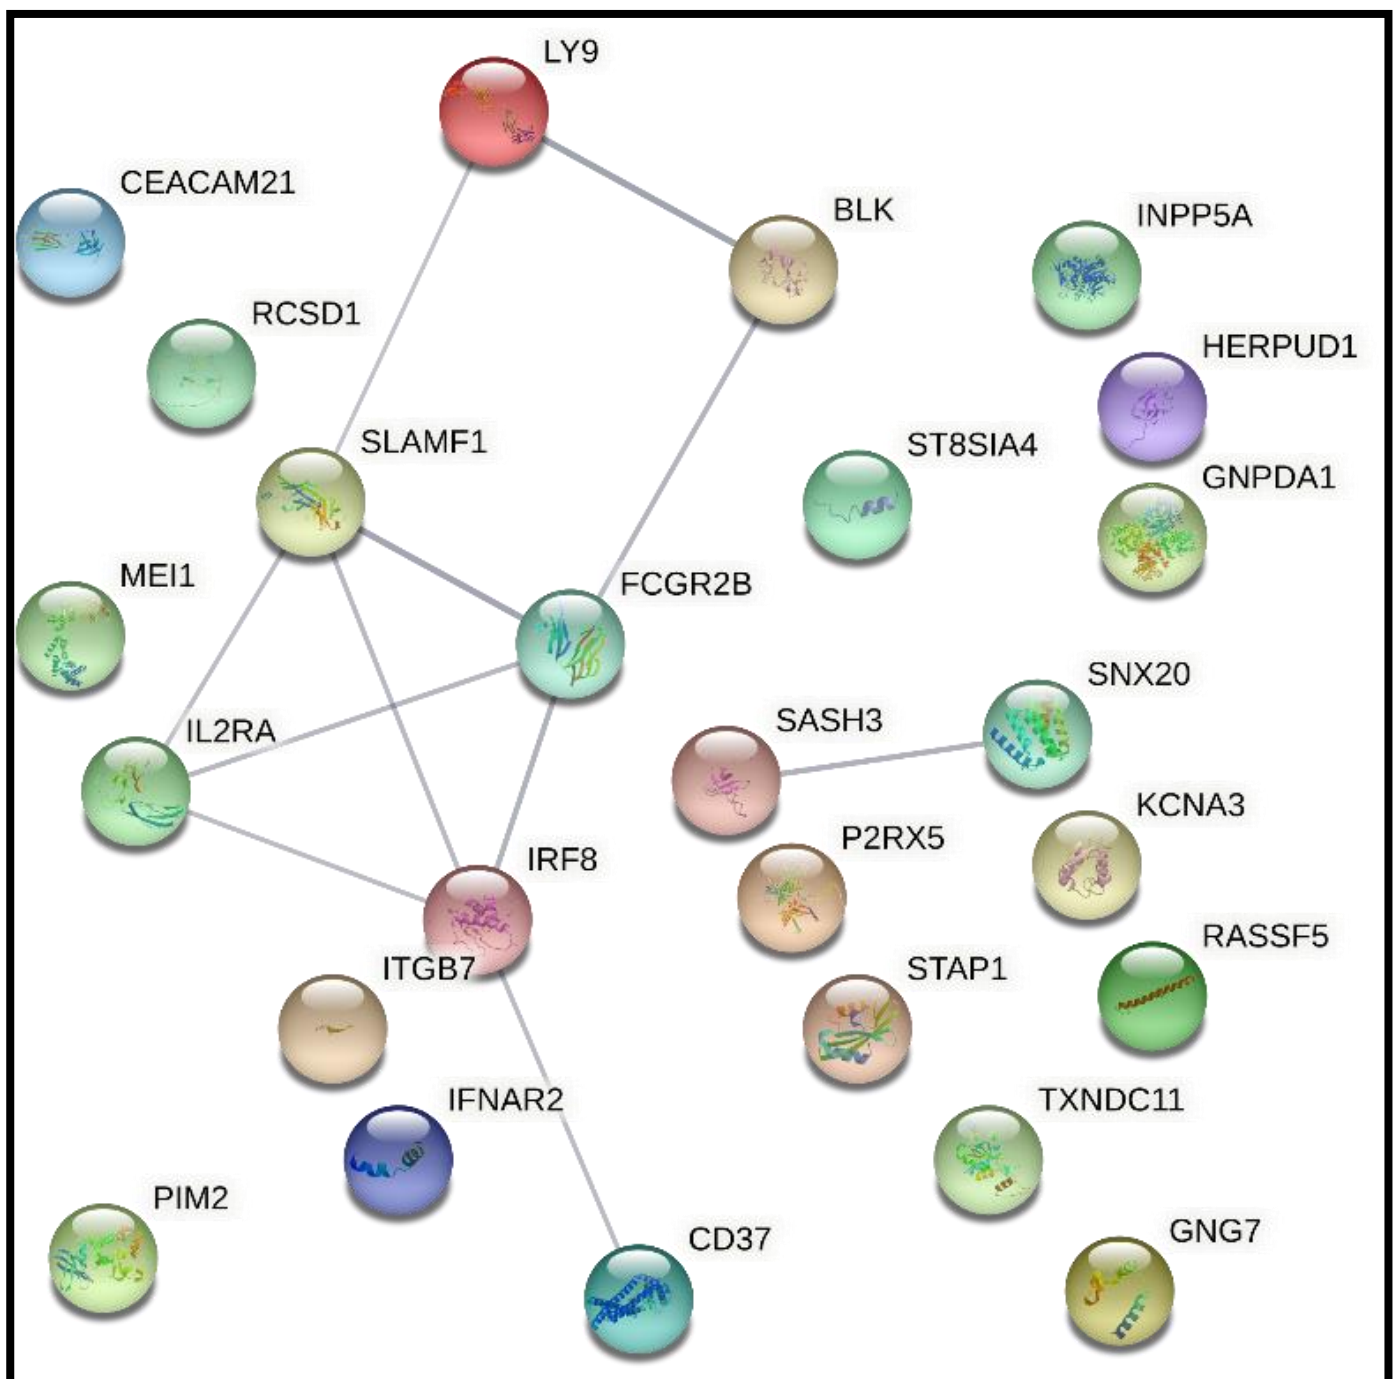 LY9
CEACAM21
BLK
INPP5A
RCSD1
HERPUD1
SLAMF1
ST8SIA4
GNPDA1
MEI1
FCGR2B
SNX20
IL2RA
SASH3
KCNA3
P2RX5
IRF8
RASSF5
ITGB7
STAP1
IFNAR2
TXNDC11
PIM2
GNG7
CD37